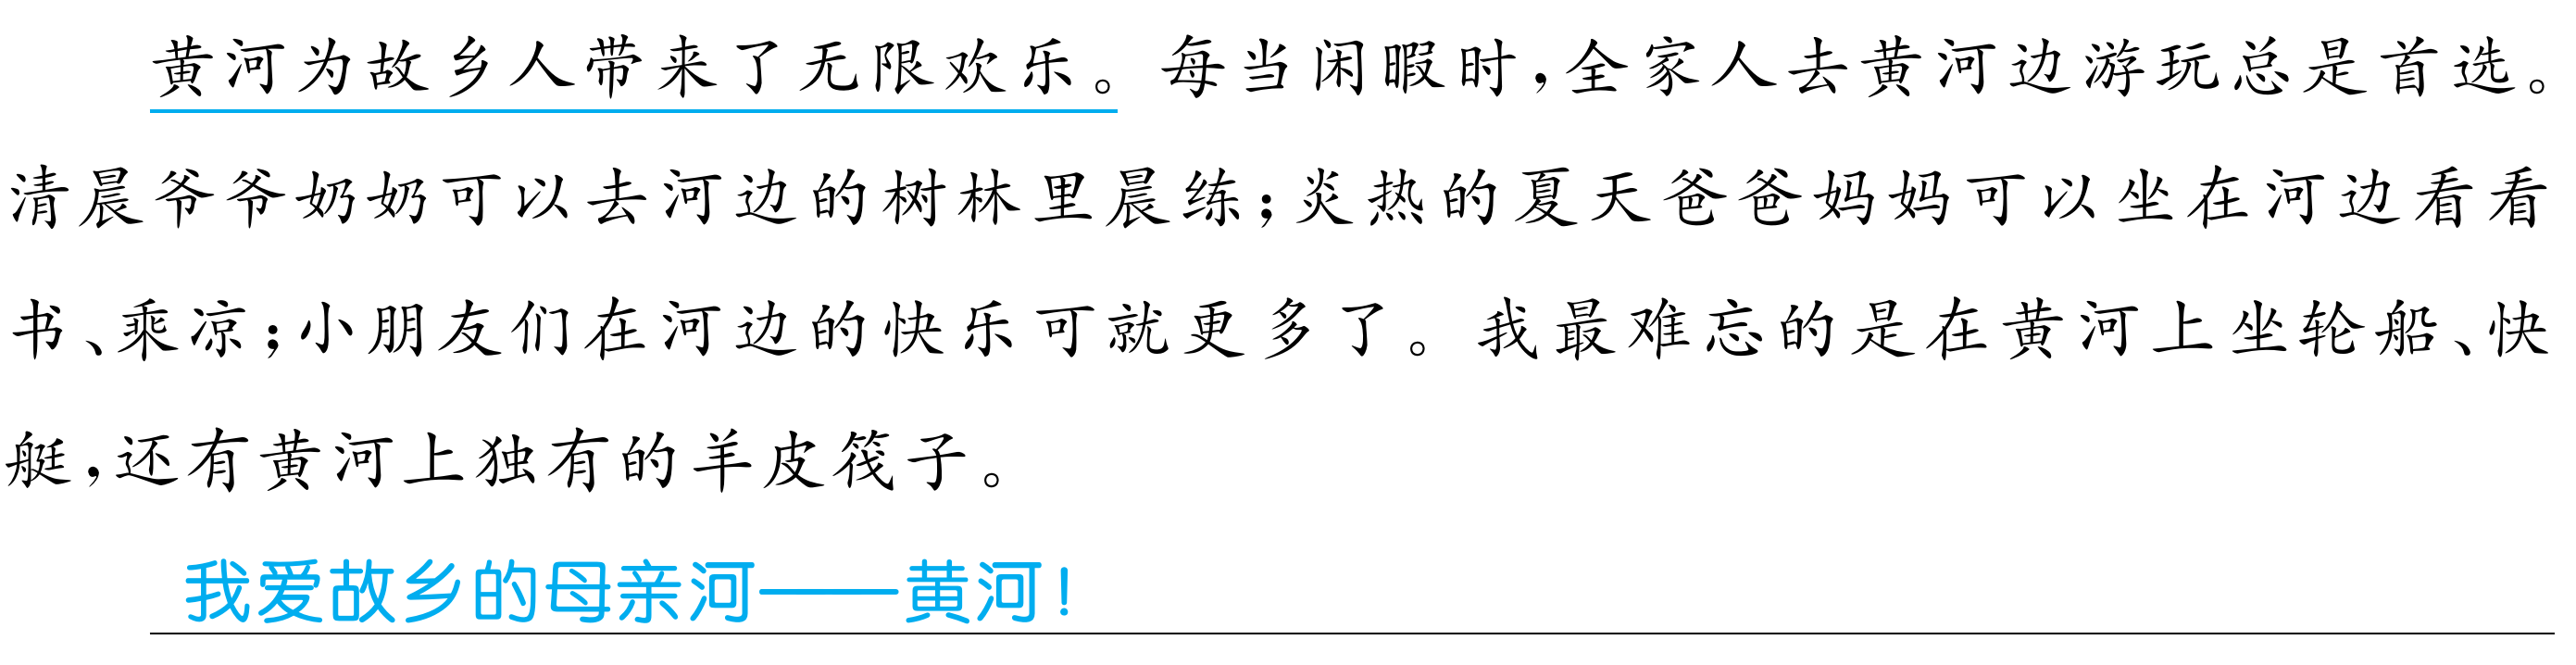 黄河为故乡人带来了无限欢乐。每当闲暇时,全家人去黄河边游玩总是首选。
清晨爷爷奶奶可以去河边的树林里晨练;炎热的夏天爸爸妈妈可以坐在河边看看
书、乘凉;小朋友们在河边的快乐可就更多了。我最难忘的是在黄河上坐轮船、快
艇,还有黄河上独有的羊皮筏子。
我爱故乡的母亲河——黄河!